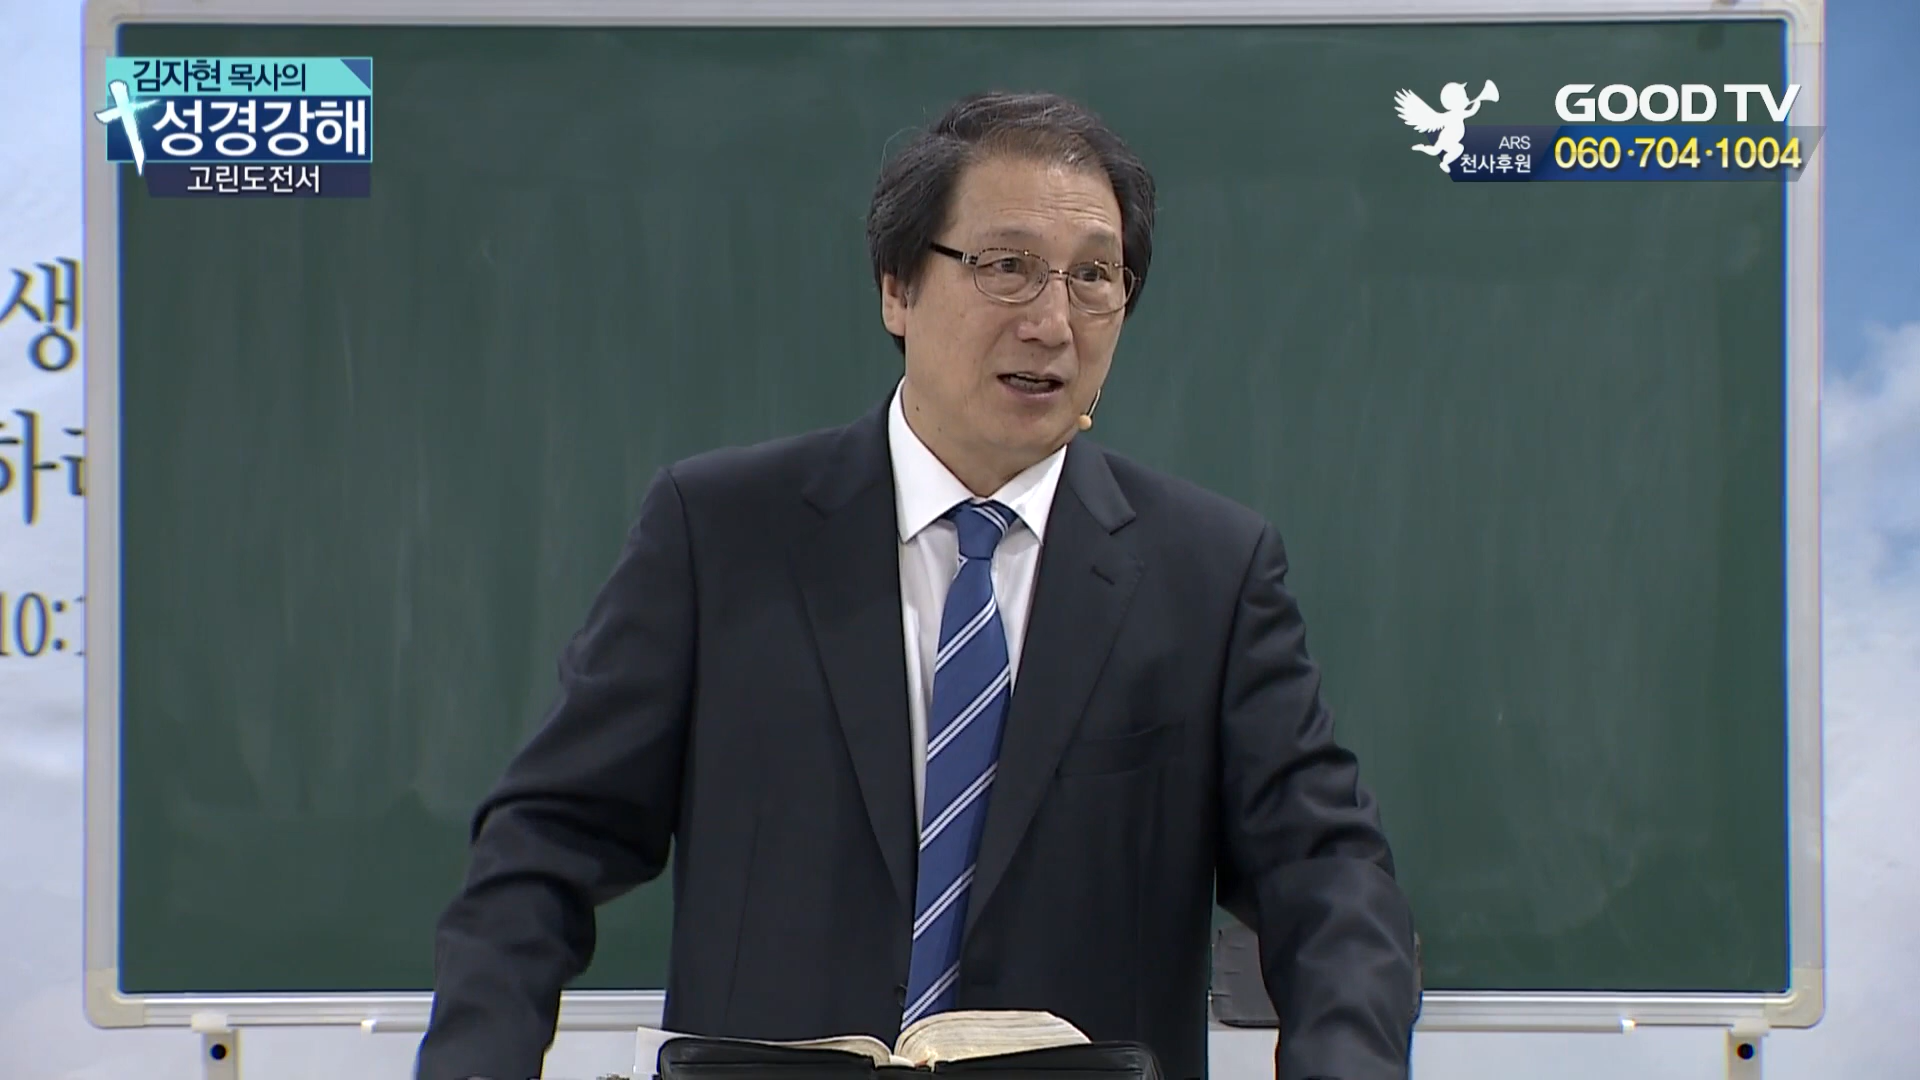 김자현 목사의
성경강해
고린도전서
GOOD TV
ARS
천사후원
060·704·1004
생
하
10:1